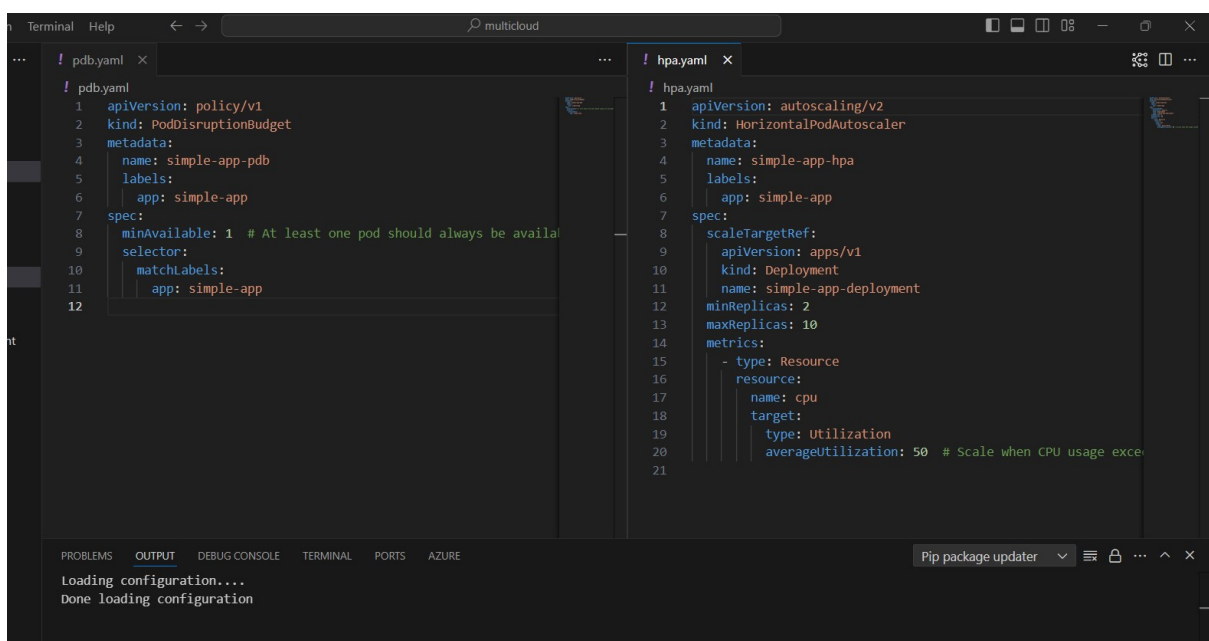 Terminal Help multicloud
pdb.yaml
pdb.yaml
1 apiVersion: policy/v1
2 kind: PodDisruptionBudget
3 metadata:
4 name: simple-app-pdb
5 labels:
6 app: simple-app
7 spec:
8 minAvailable: 1 # At least one pod should always be availa
9 selector:
10 matchLabels:
11 app: simple-app
12
hpa.yaml
hpa.yaml
1 apiVersion: autoscaling/v2
2 kind: HorizontalPodAutoscaler
3 metadata:
4 name: simple-app-hpa
5 labels:
6 app: simple-app
7 spec:
8 scaleTargetRef:
9 apiVersion: apps/v1
10 kind: Deployment
11 name: simple-app-deployment
12 minReplicas: 2
13 maxReplicas: 10
14 metrics:
15 - type: Resource
16 resource:
17 name: cpu
18 target:
19 type: Utilization
20 averageUtilization: 50 # Scale when CPU usage exce
21
PROBLEMS OUTPUT DEBUG CONSOLE TERMINAL PORTS AZURE Pip package updater
Loading configuration....
Done loading configuration